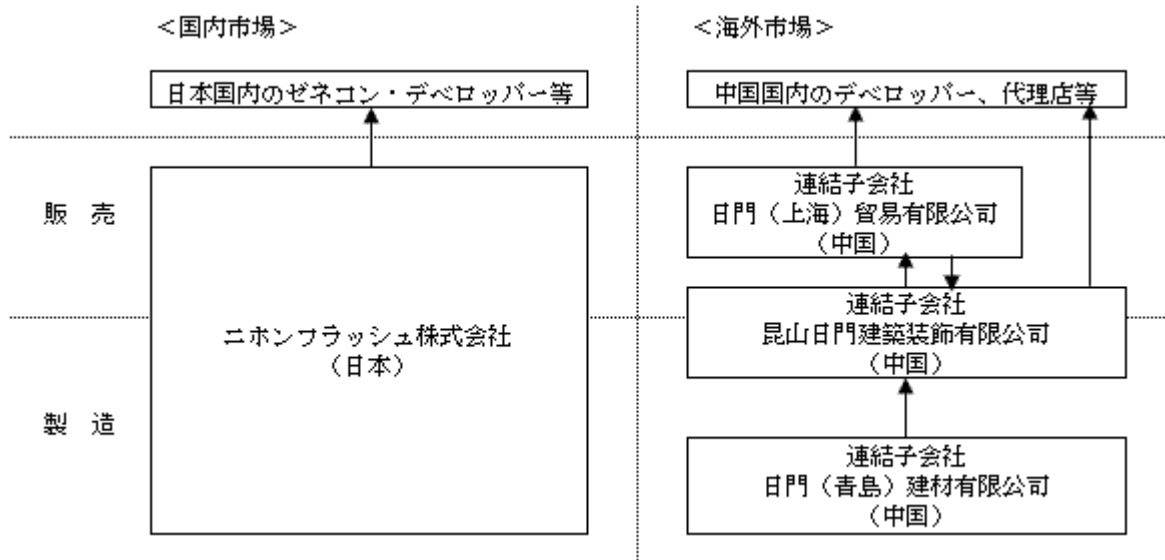 ＜国内市場＞
＜海外市場＞
日本国内のゼネコン・デベロッパー等
中国国内のデベロッパー、代理店等
販　売
連結子会社
日門（上海）貿易有限公司
（中国）
ニホンフラッシュ株式会社
（日本）
連結子会社
昆山日門建築装飾有限公司
（中国）
製　造
連結子会社
日門（青島）建材有限公司
（中国）